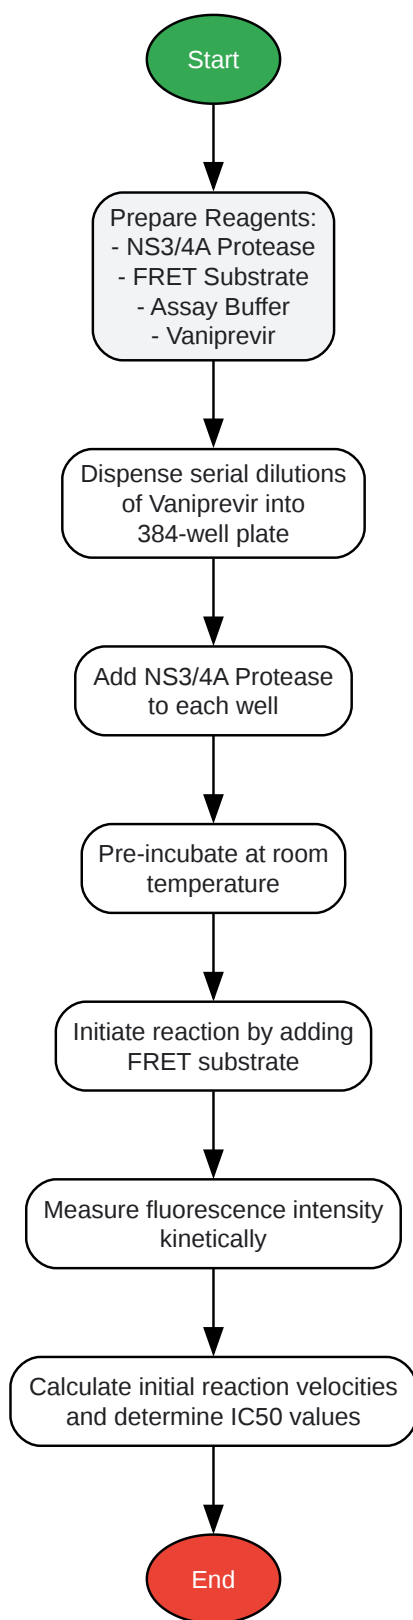 Start
Prepare Reagents:
- NS3/4A Protease
- FRET Substrate
- Assay Buffer
- Vaniprevir
Dispense serial dilutions
of Vaniprevir into
384-well plate
Add NS3/4A Protease
to each well
Pre-incubate at room
temperature
Initiate reaction by adding
FRET substrate
Measure fluorescence intensity
kinetically
Calculate initial reaction velocities
and determine IC50 values
End